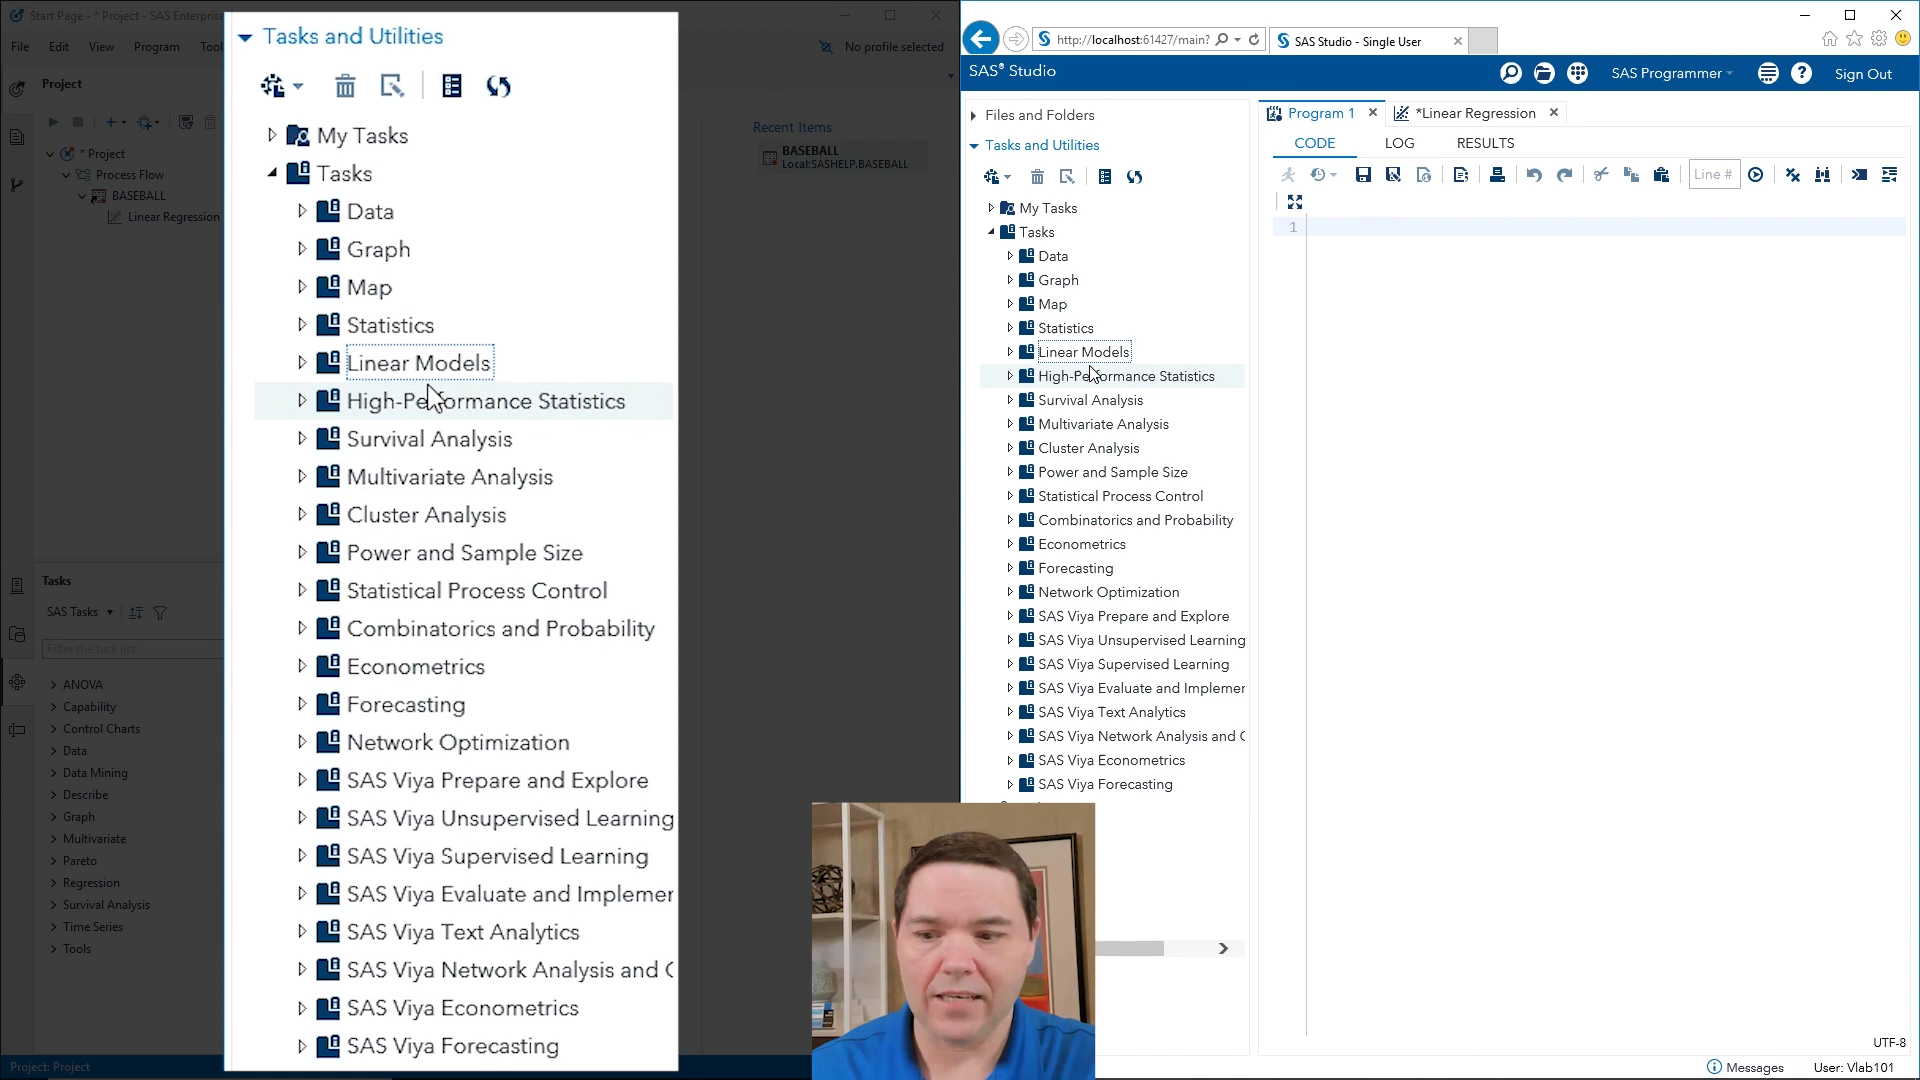 Start Page - * Project - SAS Enterprise
File Edit View Program Tool
No profile selected
Project
* Project
Process Flow
BASEBALL
Linear Regression
Recent Items
BASEBALL
Local:SASHELP.BASEBALL
Tasks
SAS Tasks
Filter the task list
ANOVA
Capability
Control Charts
Data
Data Mining
Describe
Graph
Multivariate
Pareto
Regression
Survival Analysis
Time Series
Tools
Project: Project
Tasks and Utilities
My Tasks
Tasks
Data
Graph
Map
Statistics
Linear Models
High-Performance Statistics
Survival Analysis
Multivariate Analysis
Cluster Analysis
Power and Sample Size
Statistical Process Control
Combinatorics and Probability
Econometrics
Forecasting
Network Optimization
SAS Viya Prepare and Explore
SAS Viya Unsupervised Learning
SAS Viya Supervised Learning
SAS Viya Evaluate and Implemer
SAS Viya Text Analytics
SAS Viya Network Analysis and C
SAS Viya Econometrics
SAS Viya Forecasting
http://localhost:61427/main?
SAS Studio - Single User
SAS® Studio
SAS Programmer
Sign Out
Files and Folders
Tasks and Utilities
My Tasks
Tasks
Data
Graph
Map
Statistics
Linear Models
High-Performance Statistics
Survival Analysis
Multivariate Analysis
Cluster Analysis
Power and Sample Size
Statistical Process Control
Combinatorics and Probability
Econometrics
Forecasting
Network Optimization
SAS Viya Prepare and Explore
SAS Viya Unsupervised Learning
SAS Viya Supervised Learning
SAS Viya Evaluate and Implemer
SAS Viya Text Analytics
SAS Viya Network Analysis and C
SAS Viya Econometrics
SAS Viya Forecasting
Program 1
*Linear Regression
CODE LOG RESULTS
Line #
1
UTF-8
Messages
User: Vlab101